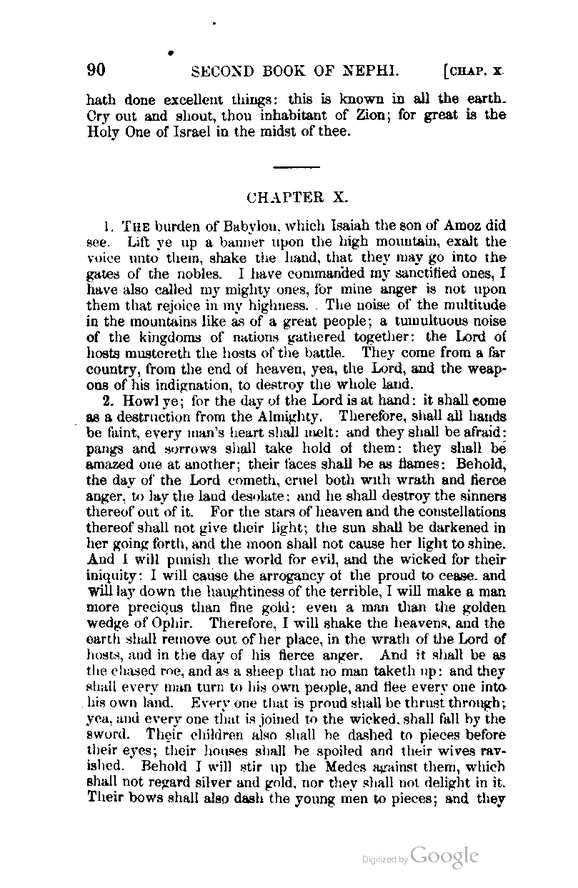 90 SECOND BOOK OF NEPHI. [CHAP. X
hath done excellent things: this is known in all the earth.
Cry out and shout, thou inhabitant of Zion; for great is the
Holy One of Israel in the midst of thee.
CHAPTER X.
1. THE burden of Babylon, which Isaiah the son of Amoz did
see. Lift ye up a banner upon the high mountain, exalt the
voice unto them, shake the hand, that they may go into the
gates of the nobles. I have commanded my sanctified ones, I
have also called my mighty ones, for mine anger is not upon
them that rejoice in my highness. The noise of the multitude
in the mountains like as of a great people; a tumultuous noise
of the kingdoms of nations gathered together: the Lord of
hosts mustereth the hosts of the battle. They come from a far
country, from the end of heaven, yea, the Lord, and the weap-
ons of his indignation, to destroy the whole land.
2. Howl ye; for the day of the Lord is at hand: it shall come
as a destruction from the Almighty. Therefore, shall all hands
be faint, every man's heart shall melt: and they shall be afraid:
pangs and sorrows shall take hold of them: they shall be
amazed one at another; their faces shall be as flames: Behold,
the day of the Lord cometh, cruel both with wrath and fierce
anger, to lay the land desolate: and he shall destroy the sinners
thereof out of it. For the stars of heaven and the constellations
thereof shall not give their light; the sun shall be darkened in
her going forth, and the moon shall not cause her light to shine.
And I will punish the world for evil, and the wicked for their
iniquity: I will cause the arrogancy of the proud to cease. and
will lay down the haughtiness of the terrible, I will make a man
more precious than fine gold: even a man than the golden
wedge of Ophir. Therefore, I will shake the heavens, and the
earth shall remove out of her place, in the wrath of the Lord of
hosts, and in the day of his fierce anger. And it shall be as
the chased roe, and as a sheep that no man taketh up: and they
shall every man turn to his own people, and flee every one into
his own land. Every one that is proud shall be thrust through;
yea, and every one that is joined to the wicked, shall fall by the
sword. Their children also shall be dashed to pieces before
their eyes; their houses shall be spoiled and their wives rav-
ished. Behold I will stir up the Medes against them, which
shall not regard silver and gold, nor they shall not delight in it.
Their bows shall also dash the young men to pieces; and they
Digitized by Google